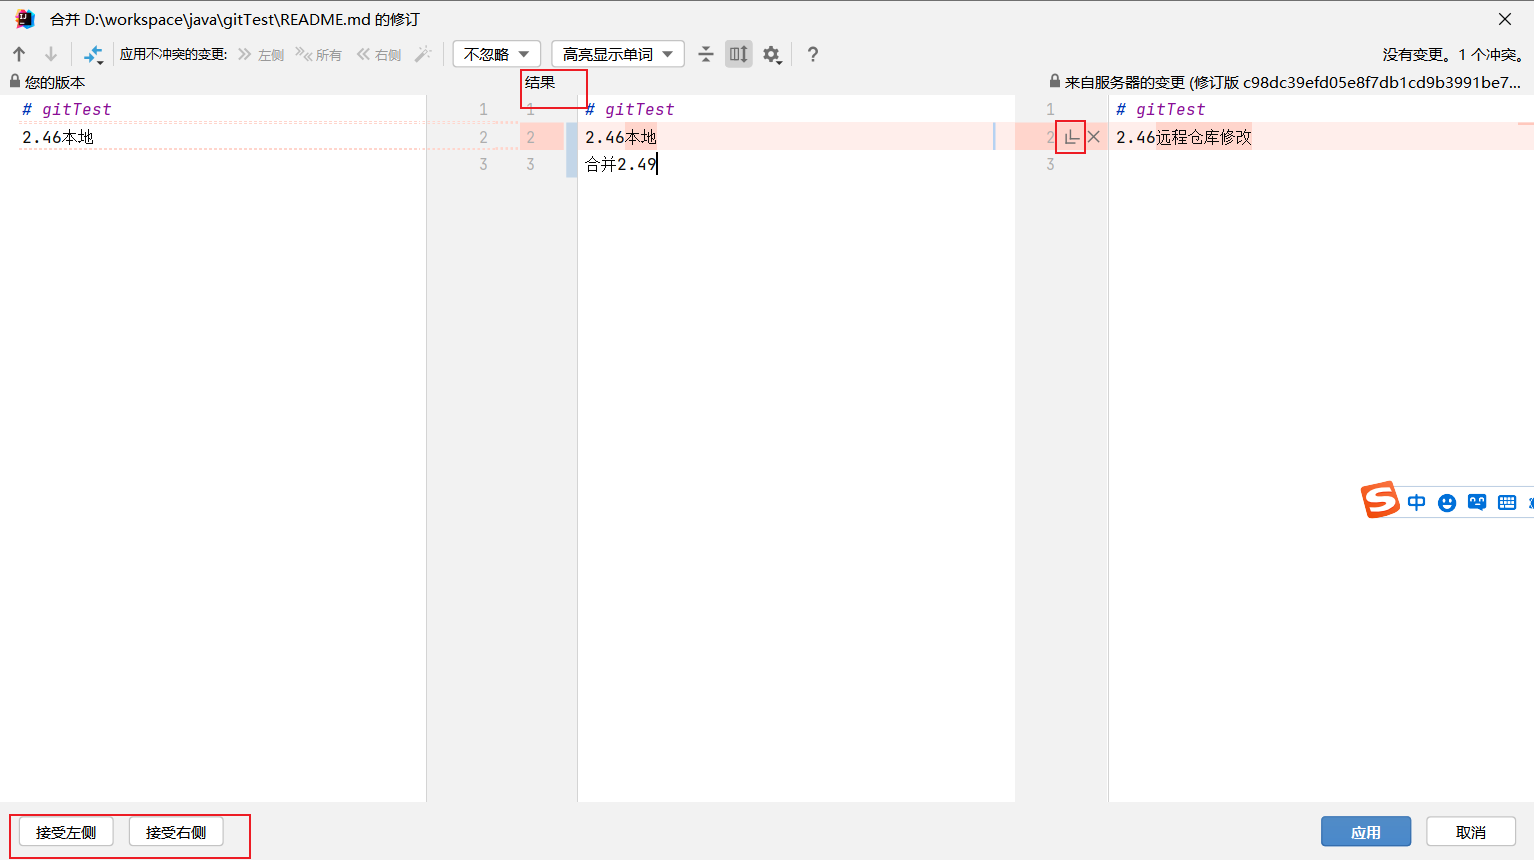 合并 D:\workspace\java\gitTest\README.md 的修订
应用不冲突的变更: 左侧 所有 右侧 不忽略 高亮显示单词 ? 没有变更。1 个冲突。
您的版本 结果 来自服务器的变更 (修订版 c98dc39efd05e8f7db1cd9b3991be7...
# gitTest 1 1 # gitTest 1 # gitTest
2.46本地 2 2 2.46本地 2 2.46远程仓库修改
3 3 合并2.49 3
中
接受左侧 接受右侧 应用 取消